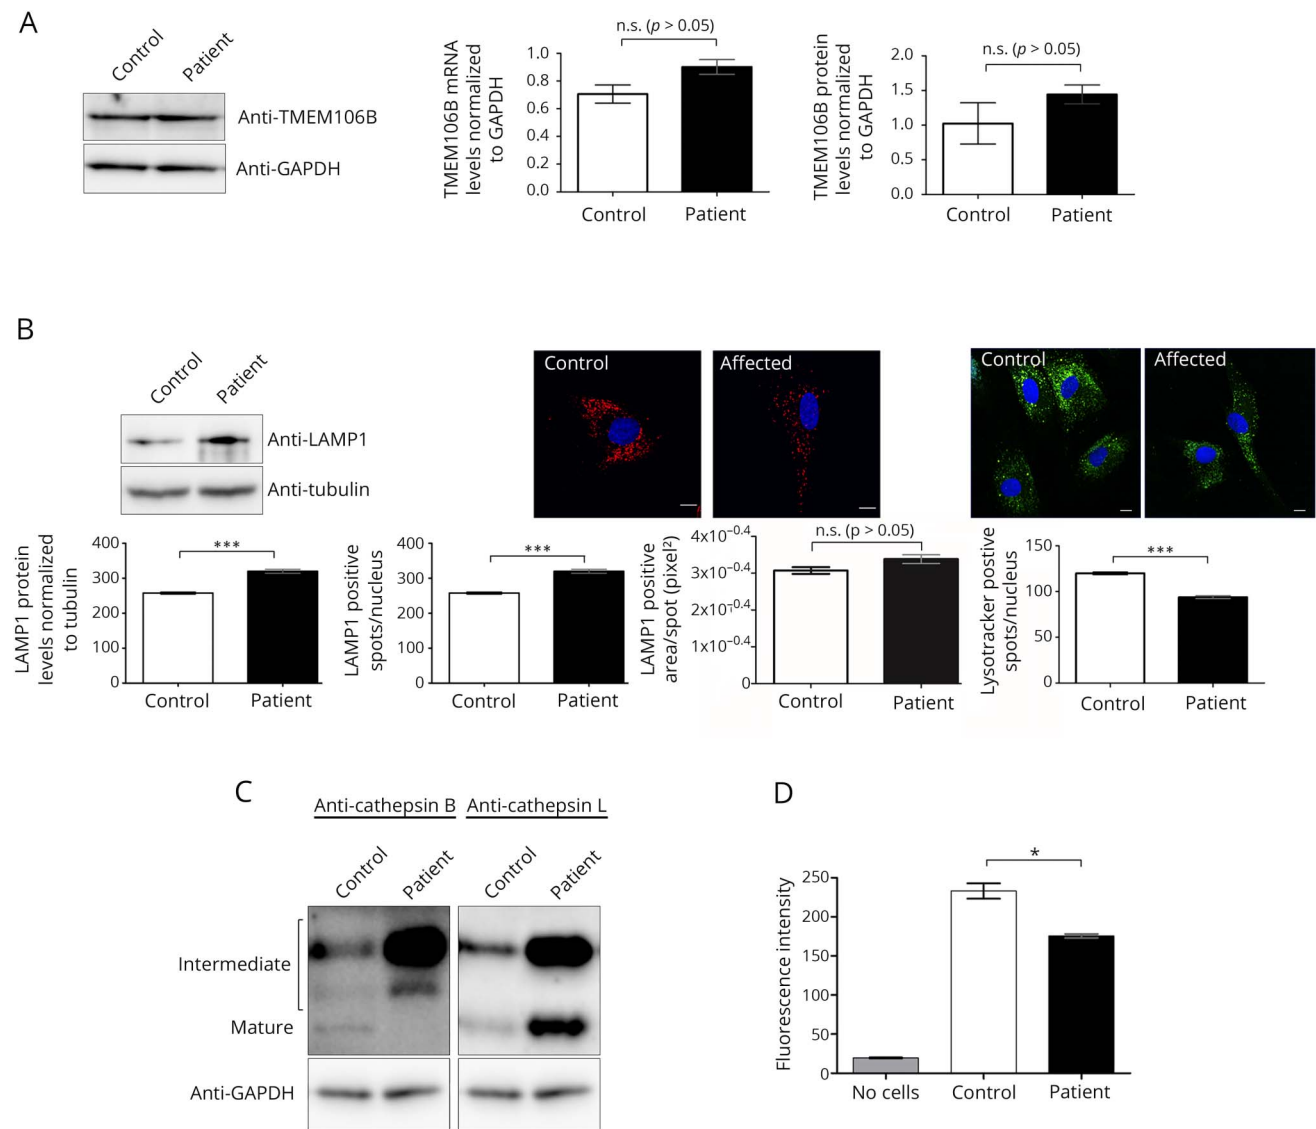 A
Control
Patient
Anti-TMEM106B
Anti-GAPDH
TMEM106B mRNA
levels normalized
to GAPDH
n.s. (p > 0.05)
1.0
0.8
0.6
0.4
0.2
0.0
Control
Patient
TMEM106B protein
levels normalized
to GAPDH
n.s. (p > 0.05)
2.0
1.5
1.0
0.5
0.0
Control
Patient
B
Control
Patient
Anti-LAMP1
Anti-tubulin
Control
Affected
Control
Affected
LAMP1 protein
levels normalized
to tubulin
400
300
200
100
0
***
Control
Patient
LAMP1 positive
spots/nucleus
400
300
200
100
0
***
Control
Patient
LAMP1 positive
area/spot (pixel²)
4x10⁻⁰·⁴
3x10⁻⁰·⁴
2x10⁻⁰·⁴
1x10⁻⁰·⁴
0
n.s. (p > 0.05)
Control
Patient
Lysotracker postive
spots/nucleus
150
100
50
0
***
Control
Patient
C
Anti-cathepsin B
Anti-cathepsin L
Control
Patient
Control
Patient
Intermediate
Mature
Anti-GAPDH
D
Fluorescence intensity
250
200
150
100
50
0
*
No cells
Control
Patient